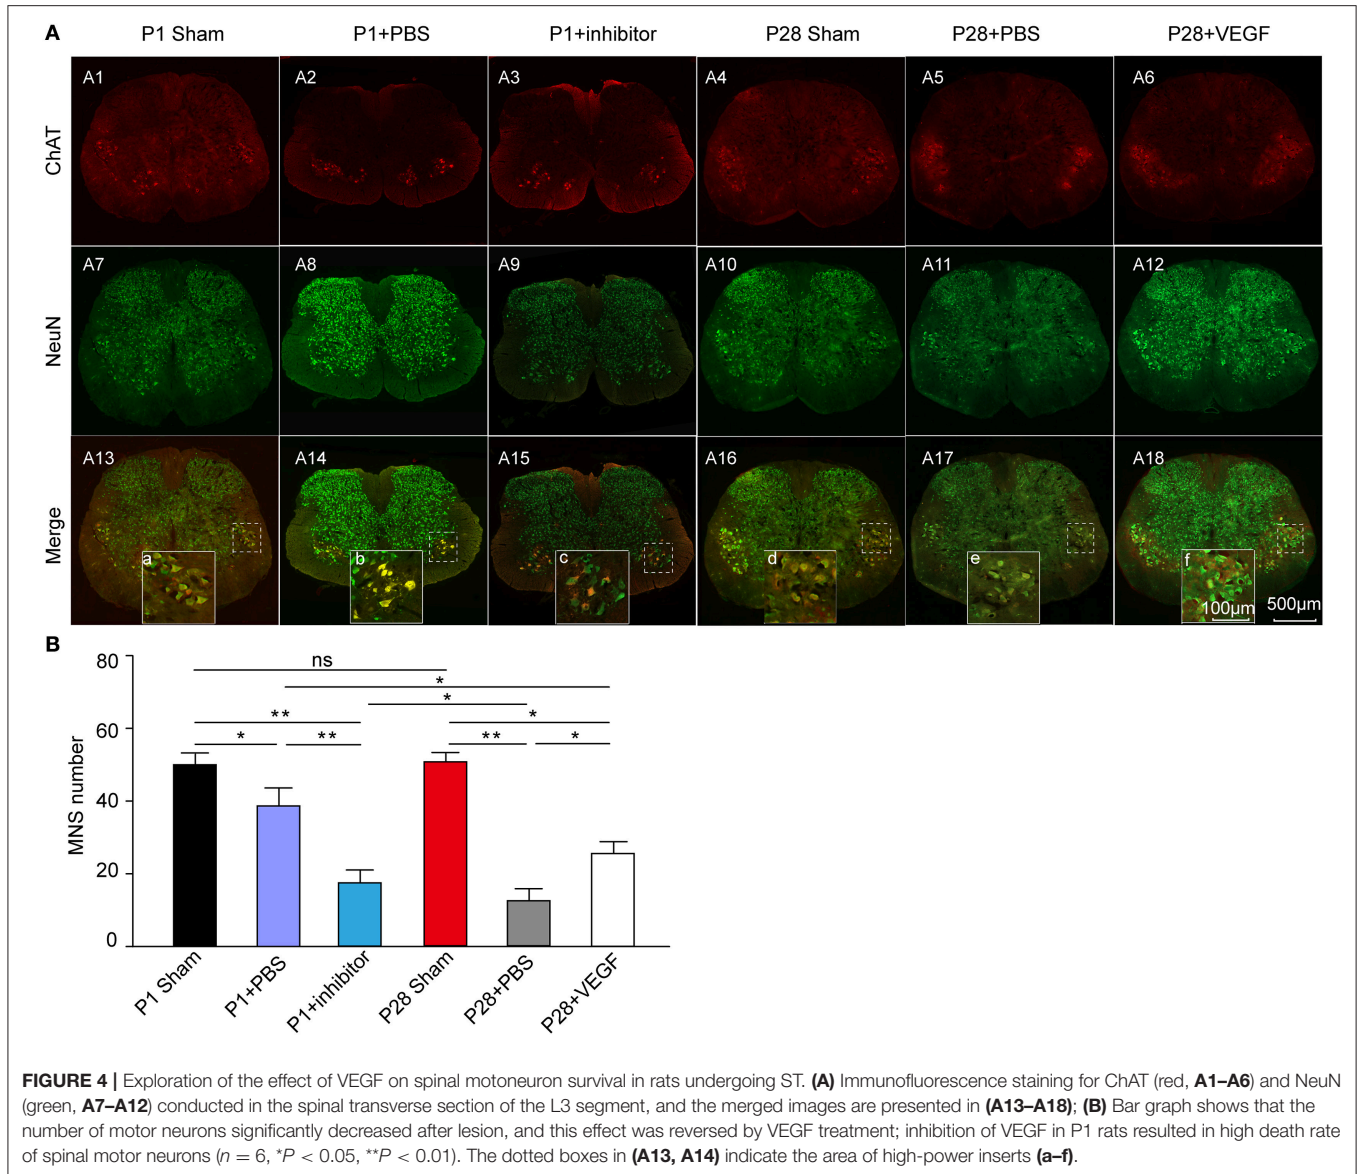 A
P1 Sham P1+PBS P1+inhibitor P28 Sham P28+PBS P28+VEGF
ChAT
A1 A2 A3 A4 A5 A6
NeuN
A7 A8 A9 A10 A11 A12
Merge
A13 A14 A15 A16 A17 A18
a b c d e f
100μm 500μm
B
MNS number
80
60
40
20
0
ns
*
*
** *
* ** ** *
P1 Sham P1+PBS P1+inhibitor P28 Sham P28+PBS P28+VEGF
FIGURE 4 | Exploration of the effect of VEGF on spinal motoneuron survival in rats undergoing ST. (A) Immunofluorescence staining for ChAT (red, A1–A6) and NeuN
(green, A7–A12) conducted in the spinal transverse section of the L3 segment, and the merged images are presented in (A13–A18); (B) Bar graph shows that the
number of motor neurons significantly decreased after lesion, and this effect was reversed by VEGF treatment; inhibition of VEGF in P1 rats resulted in high death rate
of spinal motor neurons (n = 6, *P < 0.05, **P < 0.01). The dotted boxes in (A13, A14) indicate the area of high-power inserts (a–f).